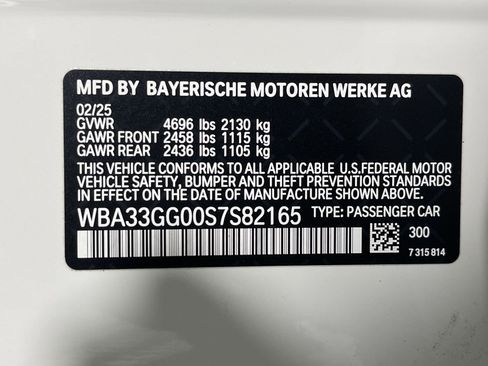 MFD BY BAYERISCHE MOTOREN WERKE AG
02/25
GVWR 4696 lbs 2130 kg
GAWR FRONT 2458 lbs 1115 kg
GAWR REAR 2436 lbs 1105 kg
THIS VEHICLE CONFORMS TO ALL APPLICABLE U.S.FEDERAL MOTOR
VEHICLE SAFETY, BUMPER AND THEFT PREVENTION STANDARDS
IN EFFECT ON THE DATE OF MANUFACTURE SHOWN ABOVE.
WBA33GG00S7S82165 TYPE: PASSENGER CAR
300
7 315 814